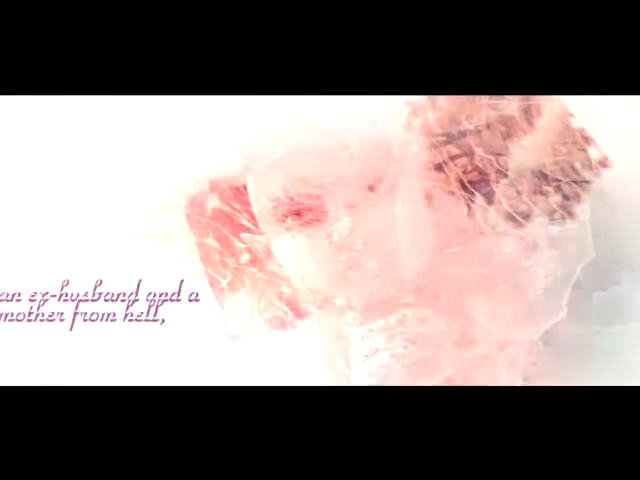 an ex-husband and a
mother from hell,